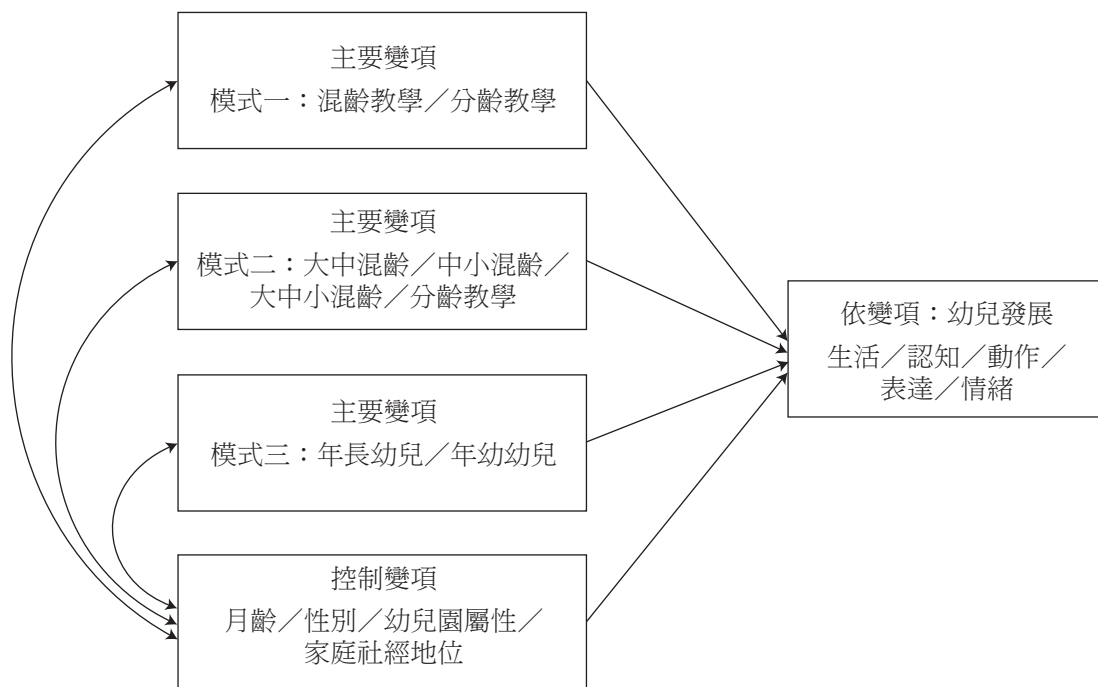 主要變項
模式一：混齡教學／分齡教學
主要變項
模式二：大中混齡／中小混齡／
大中小混齡／分齡教學
主要變項
模式三：年長幼兒／年幼幼兒
控制變項
月齡／性別／幼兒園屬性／
家庭社經地位
依變項：幼兒發展
生活／認知／動作／
表達／情緒